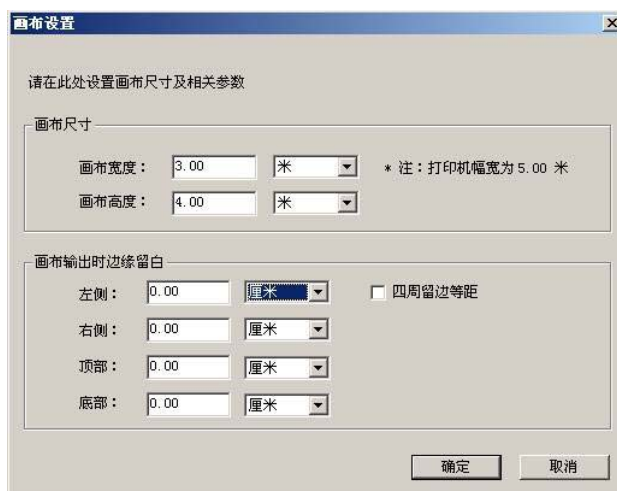 画布设置
请在此处设置画布尺寸及相关参数
画布尺寸
画布宽度： 3.00 米 * 注：打印机幅宽为5.00 米
画布高度： 4.00 米
画布输出时边缘留白
左侧： 0.00 厘米 四周留边等距
右侧： 0.00 厘米
顶部： 0.00 厘米
底部： 0.00 厘米
确定 取消